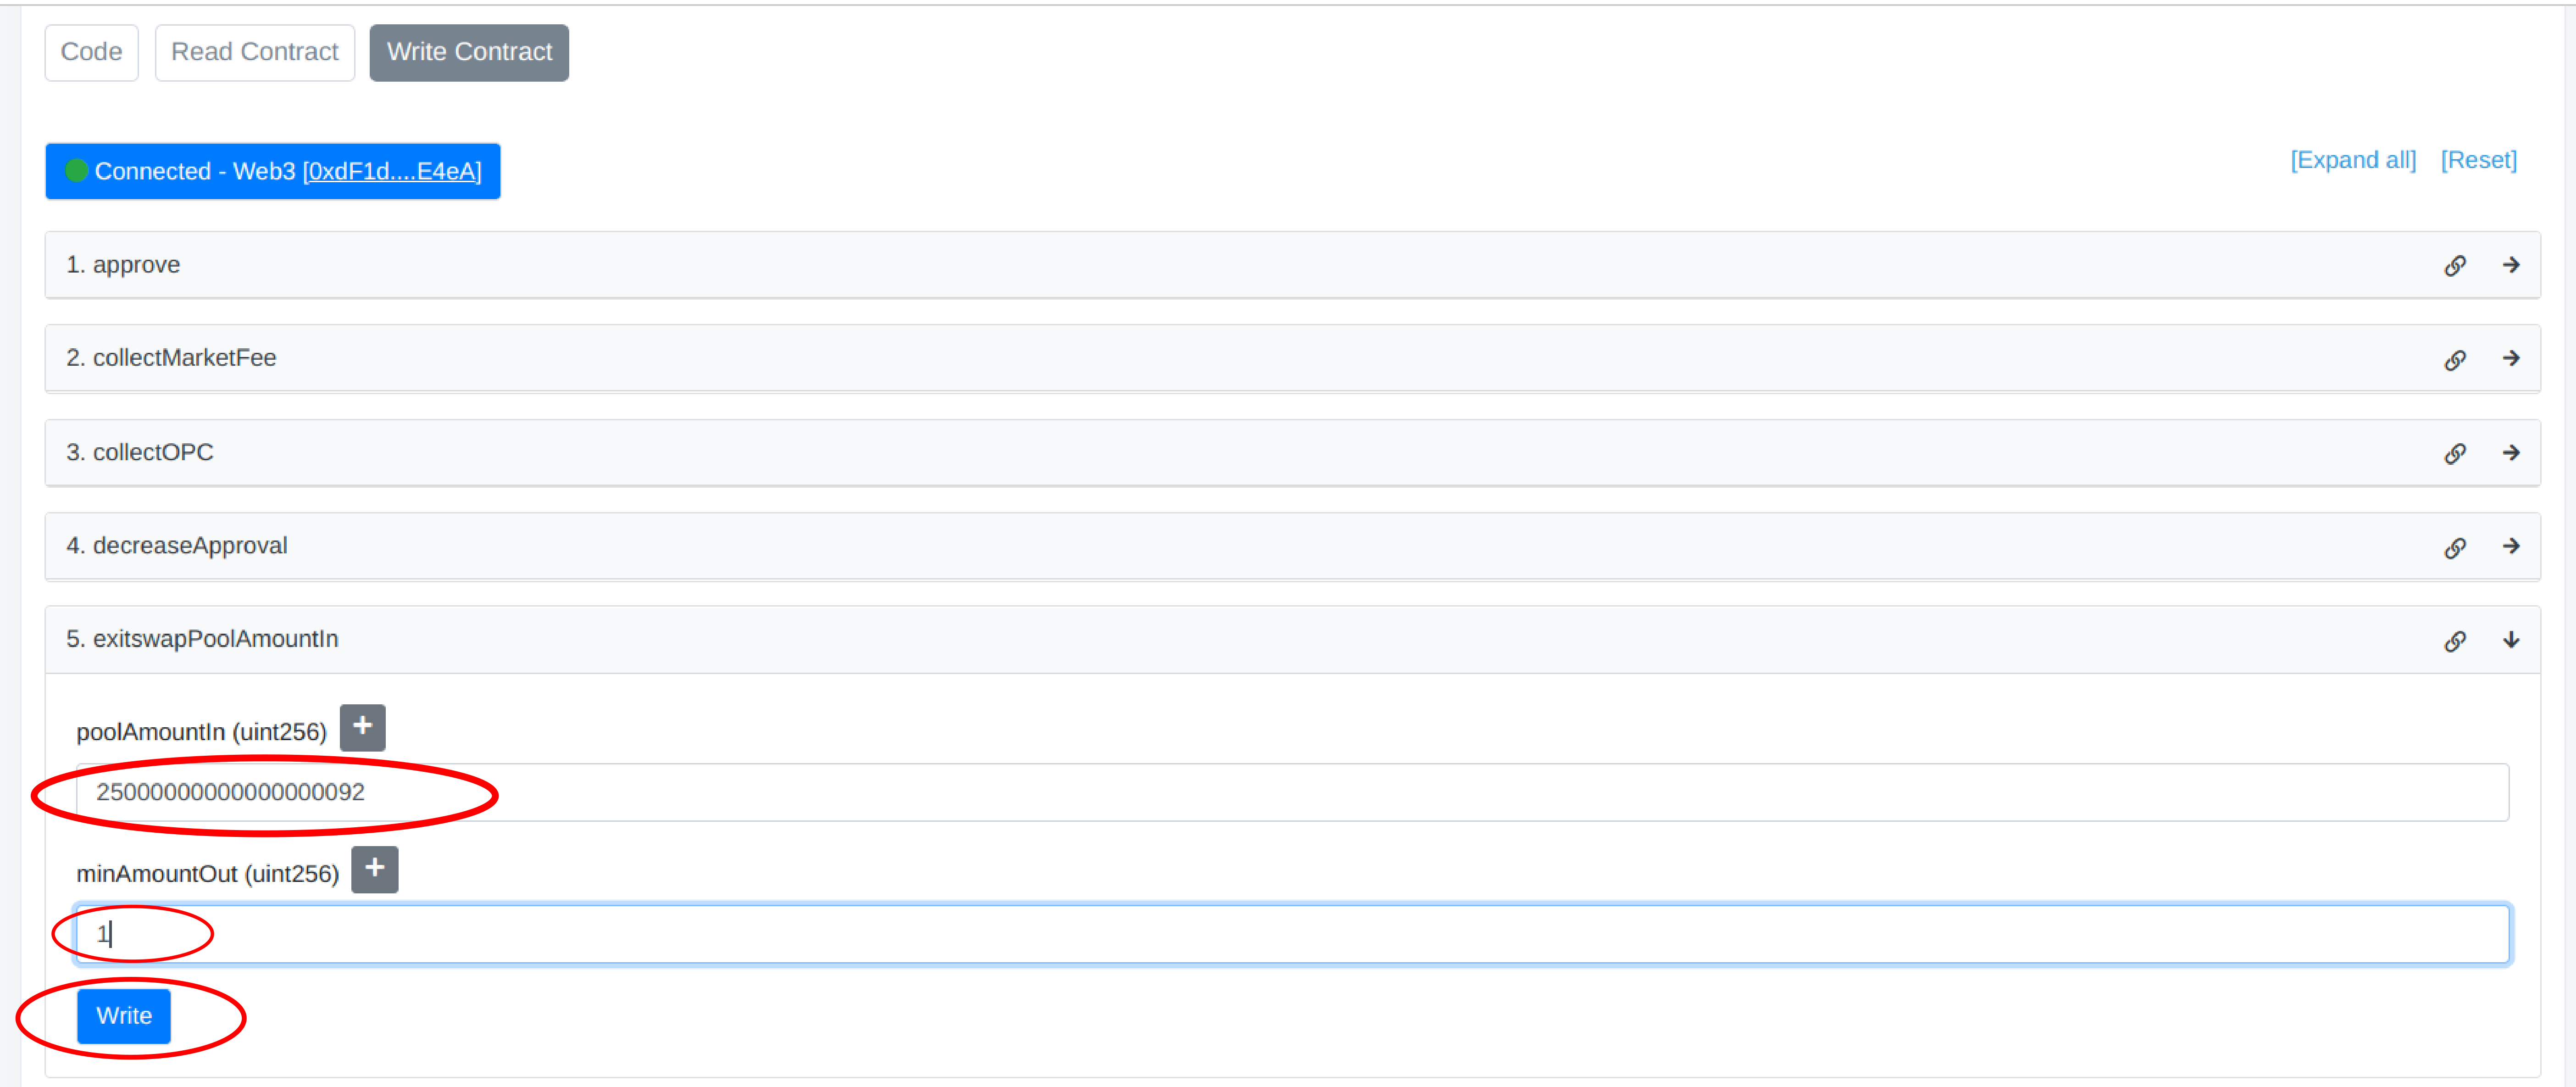 Code Read Contract Write Contract
Connected - Web3 [0xdF1d....E4eA]
[Expand all] [Reset]
1. approve
2. collectMarketFee
3. collectOPC
4. decreaseApproval
5. exitswapPoolAmountIn
poolAmountIn (uint256) +
25000000000000000092
minAmountOut (uint256) +
1
Write